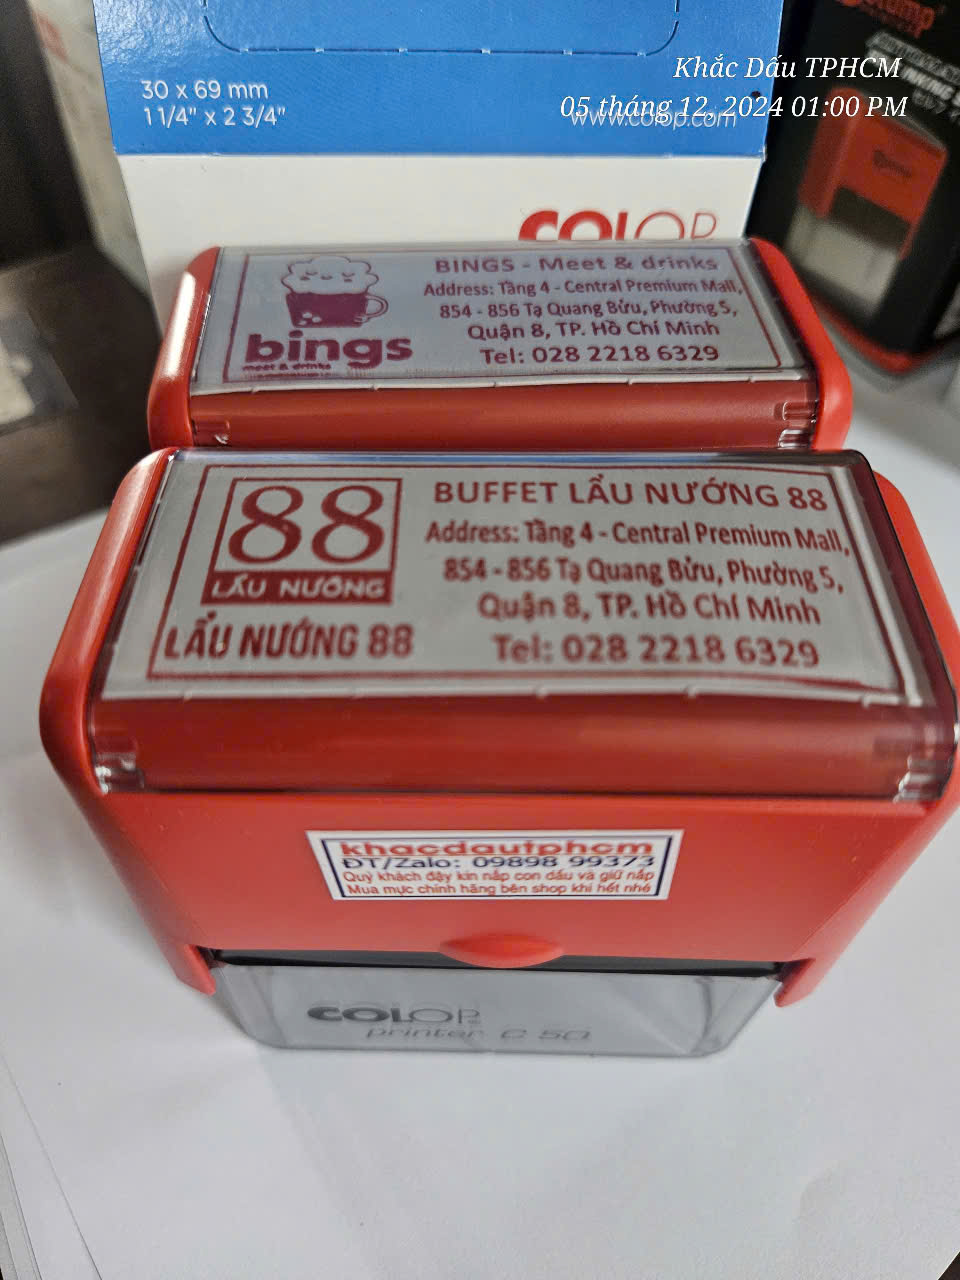 30 x 69 mm
1 1/4" x 2 3/4"
Khắc Dấu TPHCM
05 tháng 12, 2024 01:00 PM
www.colop.com
COLOP
BINGS - Meet & drinks
Address: Tầng 4 - Central Premium Mall,
854 - 856 Tạ Quang Bửu, Phường 5,
Quận 8, TP. Hồ Chí Minh
Tel: 028 2218 6329
bings
meet & drinks
88
LẨU NƯỚNG
LẨU NƯỚNG 88
BUFFET LẨU NƯỚNG 88
Address: Tầng 4 - Central Premium Mall,
854 - 856 Tạ Quang Bửu, Phường 5,
Quận 8, TP. Hồ Chí Minh
Tel: 028 2218 6329
khacdautphcm
ĐT/Zalo: 09898 99373
Quý khách đậy kín nắp con dấu và giữ nắp
Mua mực chính hãng bên shop khi hết nhé
COLOP
printer C 50